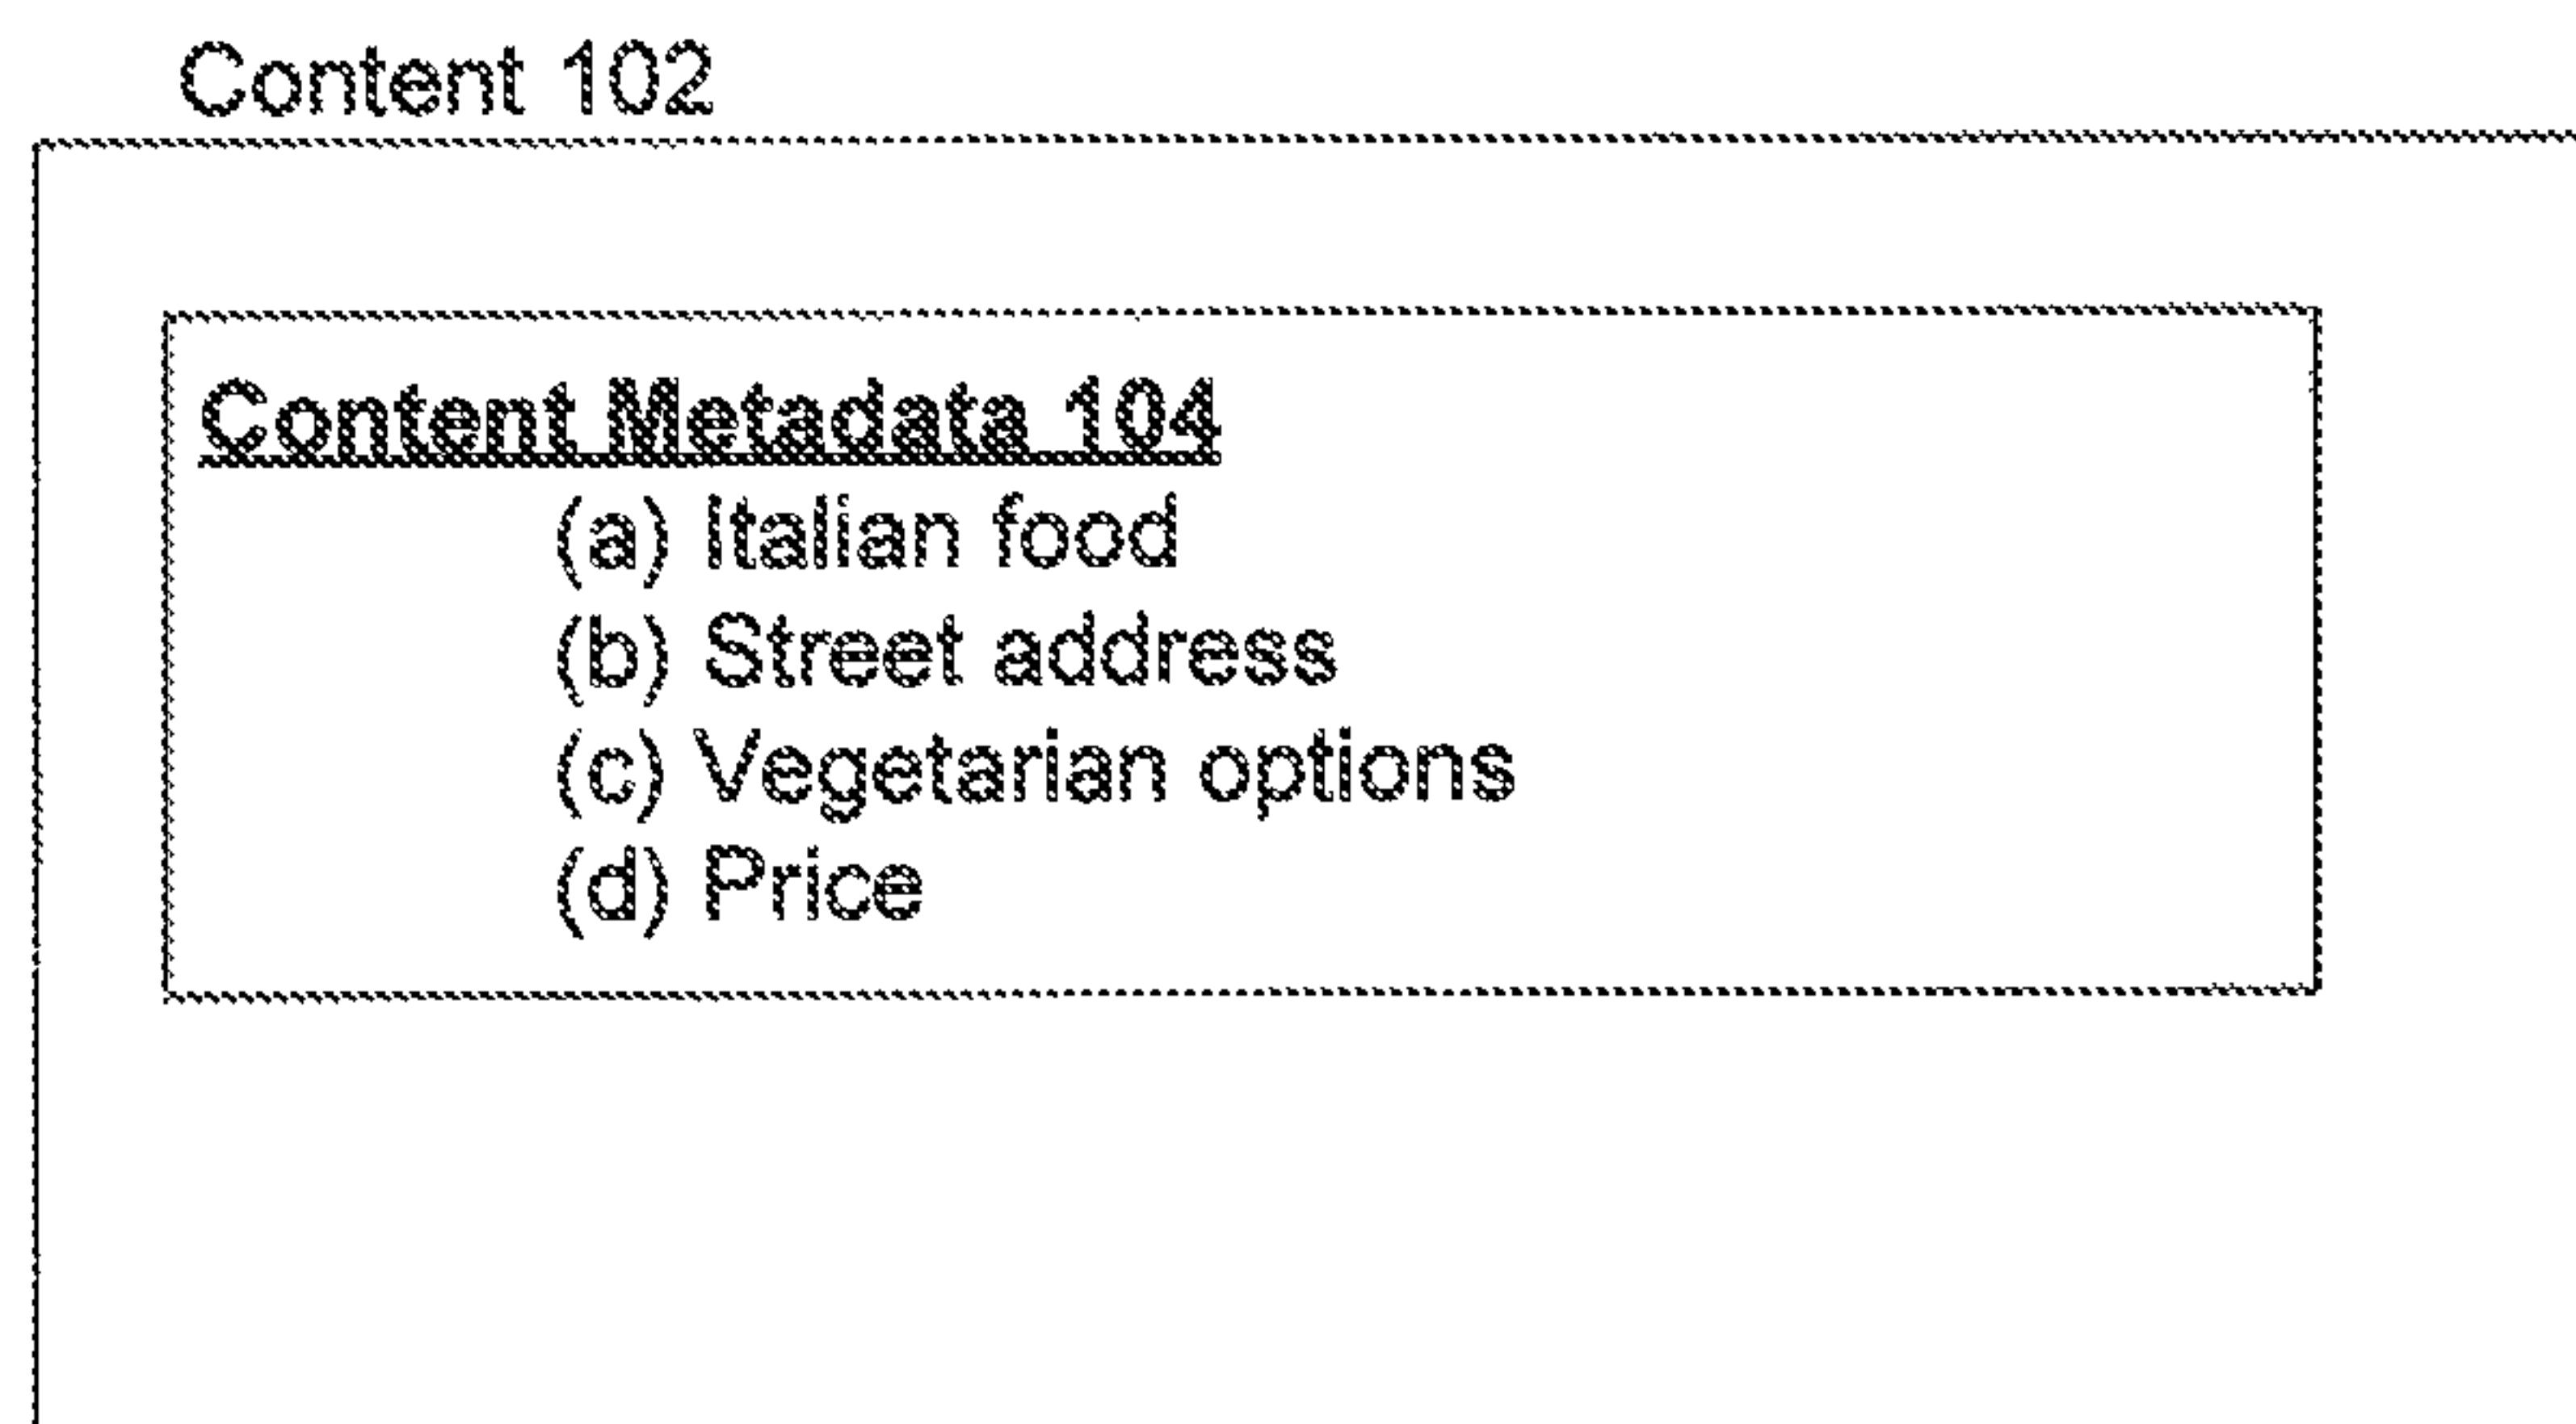 Content 102
Content Metadata 104
(a) Italian food
(b) Street address
(c) Vegetarian options
(d) Price